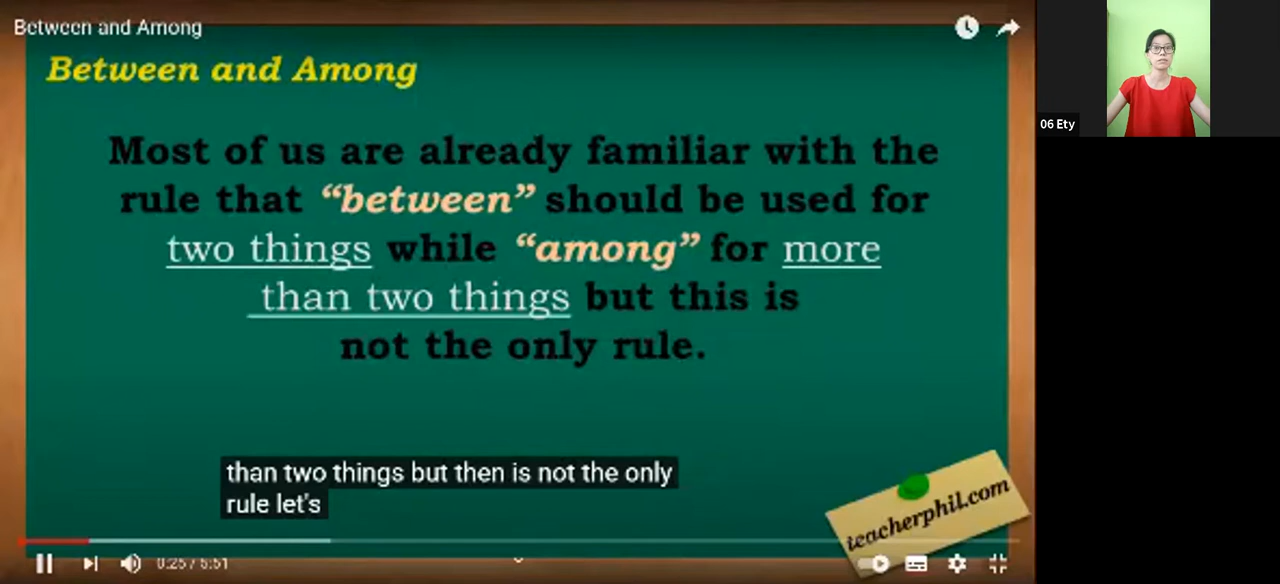 Between and Among
Between and Among
Most of us are already familiar with the
rule that “between” should be used for
two things while “among” for more
than two things but this is
not the only rule.
than two things but then is not the only
rule let's
teacherphil.com
0:25 / 5:51
06 Ety